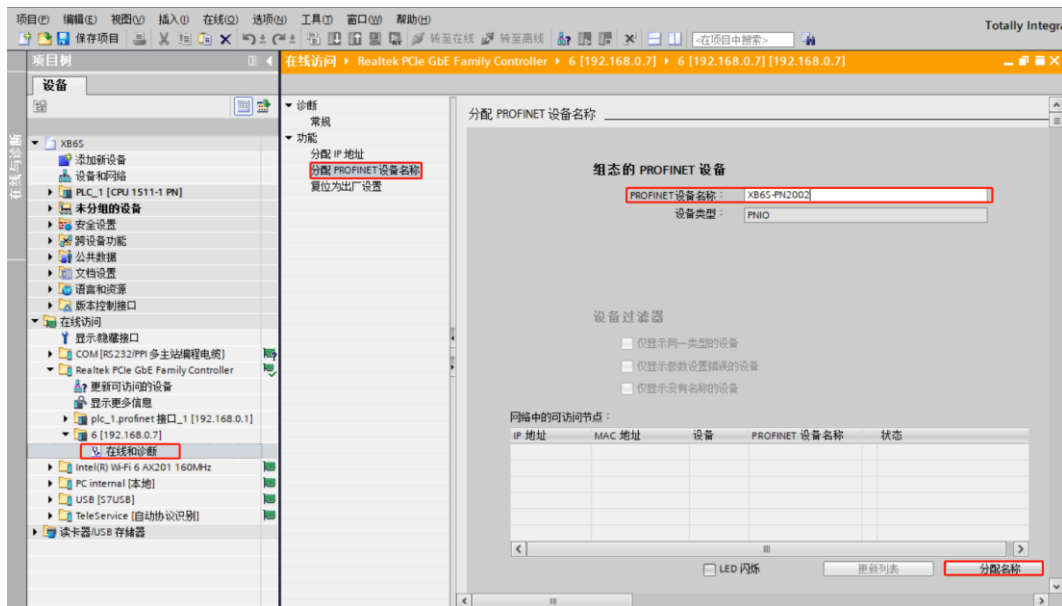 项目(P) 编辑(E) 视图(V) 插入(I) 在线(O) 选项(N) 工具(T) 窗口(W) 帮助(H)
Totally Integra
保存项目 转至在线 转至离线 <在项目中搜索>
项目树
在线访问 ▸ Realtek PCIe GbE Family Controller ▸ 6 [192.168.0.7] ▸ 6 [192.168.0.7] [192.168.0.7]
设备
在线与诊断
XB6S
添加新设备
设备和网络
PLC_1 [CPU 1511-1 PN]
未分组的设备
安全设置
跨设备功能
公共数据
文档设置
语言和资源
版本控制接口
在线访问
显示/隐藏接口
COM [RS232/PPI 多主站编程电缆]
Realtek PCIe GbE Family Controller
更新可访问的设备
显示更多信息
plc_1.profinet 接口_1 [192.168.0.1]
6 [192.168.0.7]
在线和诊断
Intel(R) Wi-Fi 6 AX201 160MHz
PC internal [本地]
USB [S7USB]
TeleService [自动协议识别]
读卡器/USB 存储器
诊断
常规
功能
分配 IP 地址
分配 PROFINET 设备名称
复位为出厂设置
分配 PROFINET 设备名称
组态的 PROFINET 设备
PROFINET 设备名称： XB6S-PN2002
设备类型： PNIO
设备过滤器
仅显示同一类型的设备
仅显示参数设置错误的设备
仅显示没有名称的设备
网络中的可访问节点：
IP 地址 MAC 地址 设备 PROFINET 设备名称 状态
LED 闪烁 更新列表 分配名称